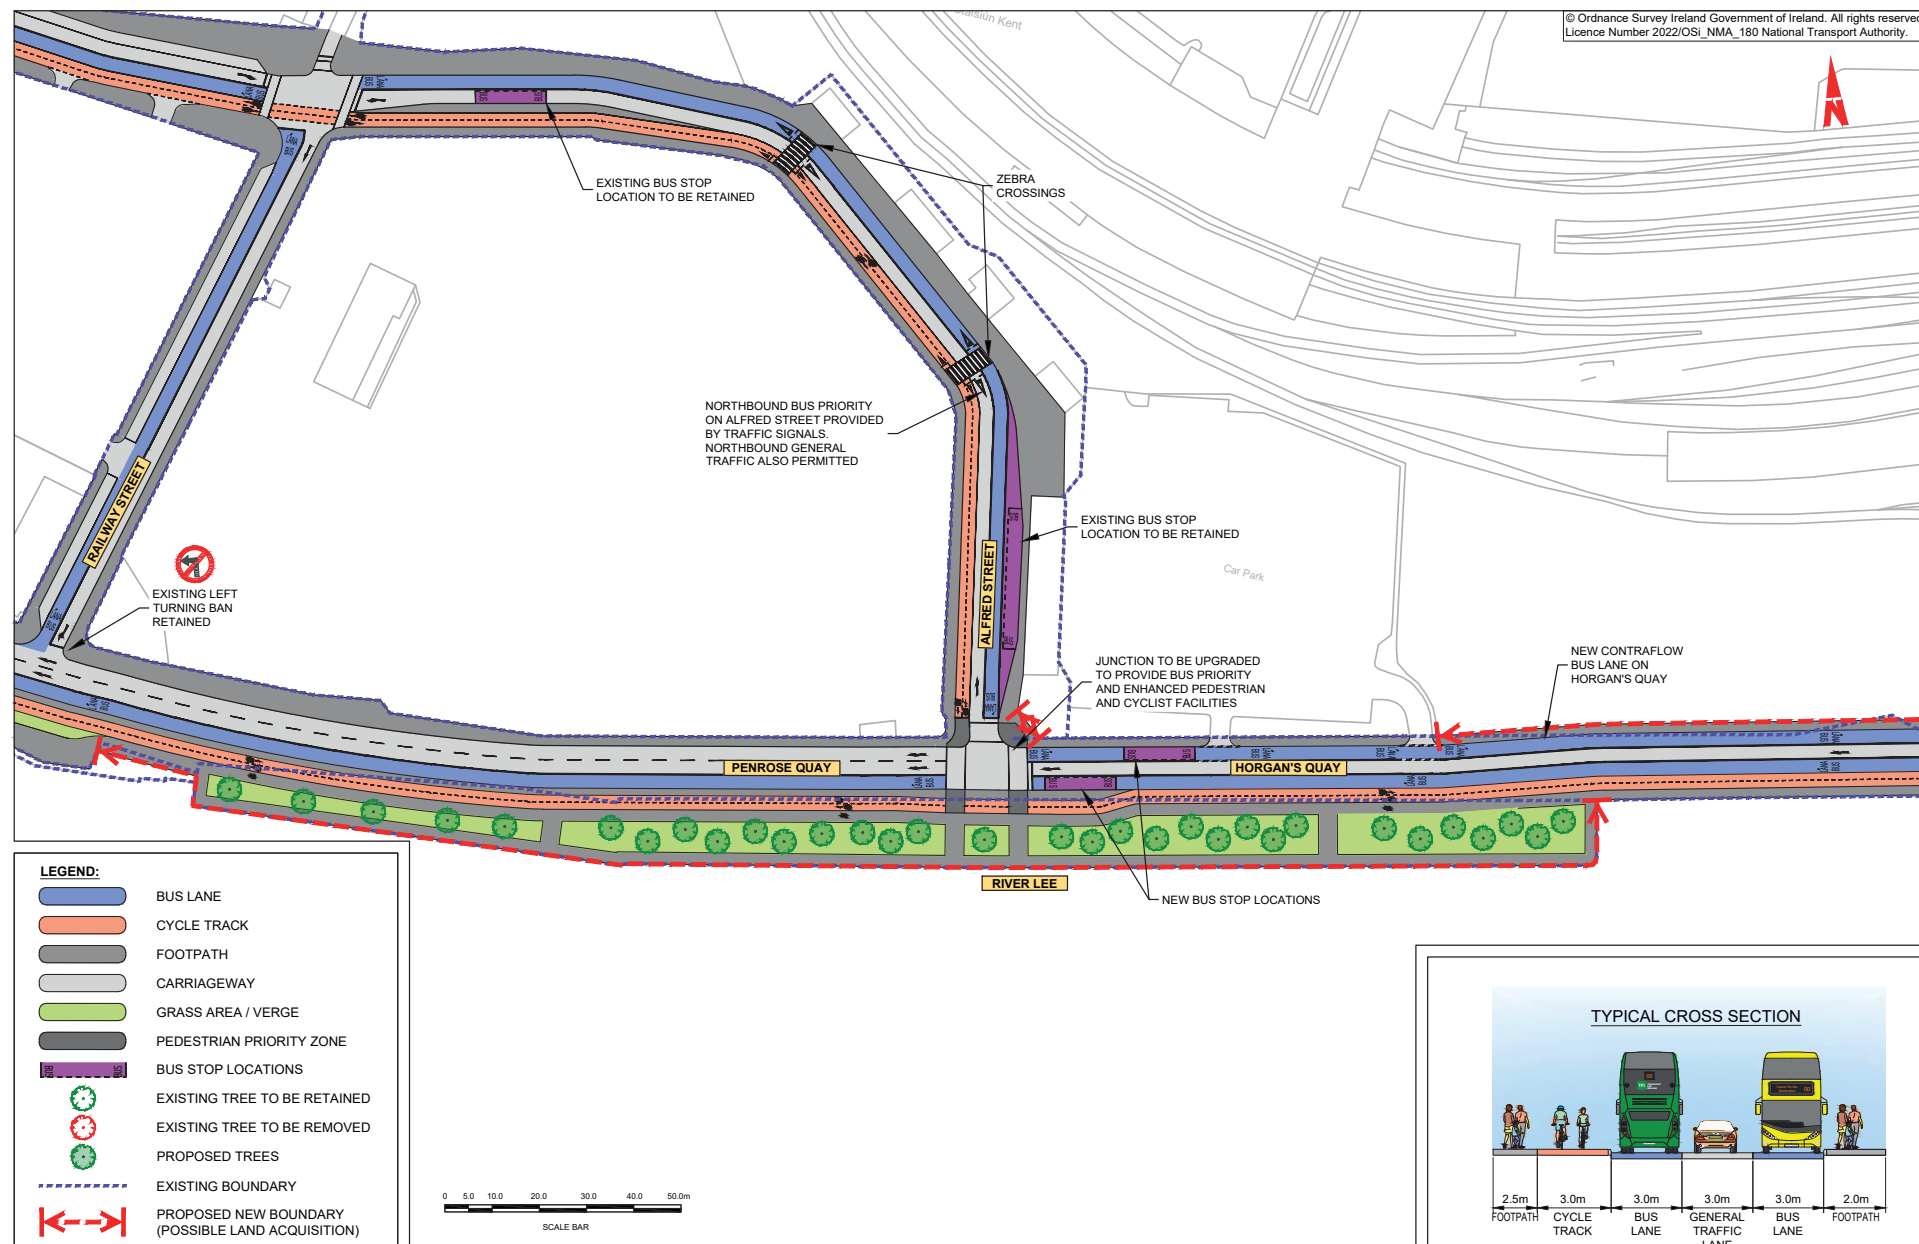 © Ordnance Survey Ireland Government of Ireland. All rights reserved
Licence Number 2022/OSi_NMA_180 National Transport Authority.
Stáisiún Kent
N
EXISTING BUS STOP
LOCATION TO BE RETAINED
ZEBRA
CROSSINGS
NORTHBOUND BUS PRIORITY
ON ALFRED STREET PROVIDED
BY TRAFFIC SIGNALS.
NORTHBOUND GENERAL
TRAFFIC ALSO PERMITTED
RAILWAY STREET
EXISTING BUS STOP
LOCATION TO BE RETAINED
ALFRED STREET
Car Park
EXISTING LEFT
TURNING BAN
RETAINED
JUNCTION TO BE UPGRADED
TO PROVIDE BUS PRIORITY
AND ENHANCED PEDESTRIAN
AND CYCLIST FACILITIES
NEW CONTRAFLOW
BUS LANE ON
HORGAN'S QUAY
PENROSE QUAY
HORGAN'S QUAY
RIVER LEE
NEW BUS STOP LOCATIONS
LEGEND:
BUS LANE
CYCLE TRACK
FOOTPATH
CARRIAGEWAY
GRASS AREA / VERGE
PEDESTRIAN PRIORITY ZONE
BUS STOP LOCATIONS
EXISTING TREE TO BE RETAINED
EXISTING TREE TO BE REMOVED
PROPOSED TREES
EXISTING BOUNDARY
PROPOSED NEW BOUNDARY
(POSSIBLE LAND ACQUISITION)
0 5.0 10.0 20.0 30.0 40.0 50.0m
SCALE BAR
TYPICAL CROSS SECTION
2.5m 3.0m 3.0m 3.0m 3.0m 2.0m
FOOTPATH CYCLE BUS GENERAL BUS FOOTPATH
TRACK LANE TRAFFIC LANE
LANE